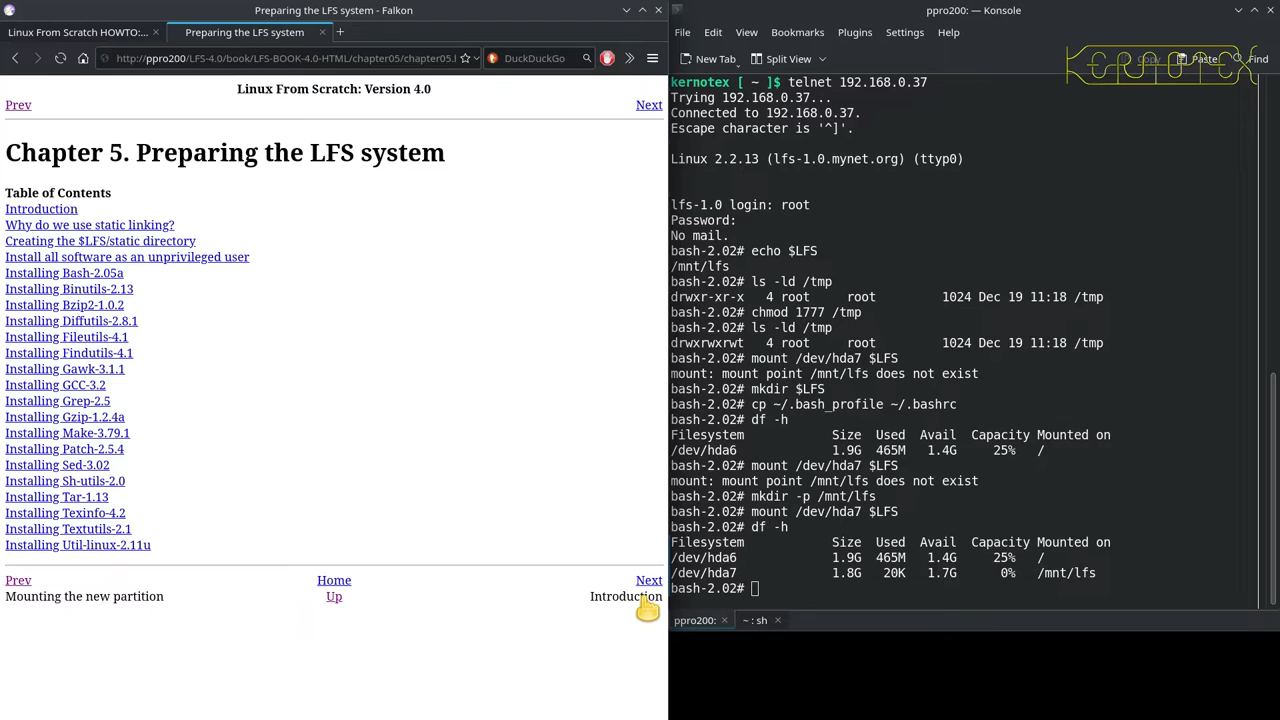 Preparing the LFS system - Falkon
Linux From Scratch HOWTO:...
Preparing the LFS system
http://ppro200/LFS-4.0/book/LFS-BOOK-4.0-HTML/chapter05/chapter05.l
DuckDuckGo
Linux From Scratch: Version 4.0
Prev
Next
Chapter 5. Preparing the LFS system
Table of Contents
Introduction
Why do we use static linking?
Creating the $LFS/static directory
Install all software as an unprivileged user
Installing Bash-2.05a
Installing Binutils-2.13
Installing Bzip2-1.0.2
Installing Diffutils-2.8.1
Installing Fileutils-4.1
Installing Findutils-4.1
Installing Gawk-3.1.1
Installing GCC-3.2
Installing Grep-2.5
Installing Gzip-1.2.4a
Installing Make-3.79.1
Installing Patch-2.5.4
Installing Sed-3.02
Installing Sh-utils-2.0
Installing Tar-1.13
Installing Texinfo-4.2
Installing Textutils-2.1
Installing Util-linux-2.11u
Prev
Home
Next
Mounting the new partition
Up
Introduction
ppro200: — Konsole
File Edit View Bookmarks Plugins Settings Help
New Tab
Split View
Copy
Paste
Find
KERNOTEX
kernotex [ ~ ]$ telnet 192.168.0.37
Trying 192.168.0.37...
Connected to 192.168.0.37.
Escape character is '^]'.
Linux 2.2.13 (lfs-1.0.mynet.org) (ttyp0)
lfs-1.0 login: root
Password:
No mail.
bash-2.02# echo $LFS
/mnt/lfs
bash-2.02# ls -ld /tmp
drwxr-xr-x   4 root     root         1024 Dec 19 11:18 /tmp
bash-2.02# chmod 1777 /tmp
bash-2.02# ls -ld /tmp
drwxrwxrwt   4 root     root         1024 Dec 19 11:18 /tmp
bash-2.02# mount /dev/hda7 $LFS
mount: mount point /mnt/lfs does not exist
bash-2.02# mkdir $LFS
bash-2.02# cp ~/.bash_profile ~/.bashrc
bash-2.02# df -h
Filesystem            Size  Used  Avail  Capacity Mounted on
/dev/hda6             1.9G  465M   1.4G     25%   /
bash-2.02# mount /dev/hda7 $LFS
mount: mount point /mnt/lfs does not exist
bash-2.02# mkdir -p /mnt/lfs
bash-2.02# mount /dev/hda7 $LFS
bash-2.02# df -h
Filesystem            Size  Used  Avail  Capacity Mounted on
/dev/hda6             1.9G  465M   1.4G     25%   /
/dev/hda7             1.8G   20K   1.7G      0%   /mnt/lfs
bash-2.02#
ppro200:
~ : sh